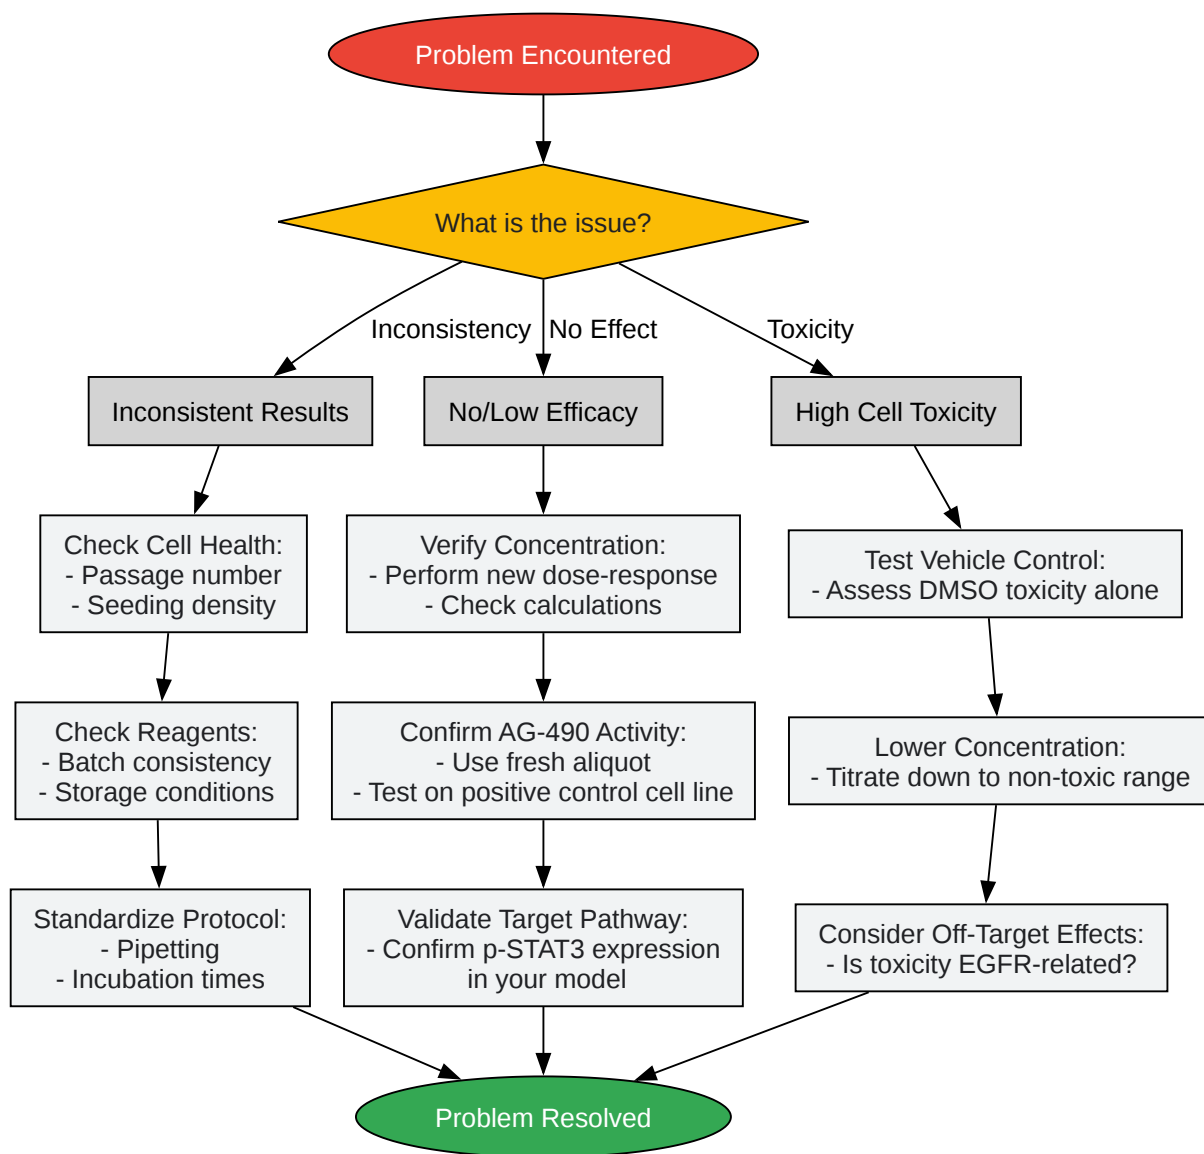 Problem Encountered
What is the issue?
Inconsistency
No Effect
Toxicity
Inconsistent Results
No/Low Efficacy
High Cell Toxicity
Check Cell Health:
- Passage number
- Seeding density
Verify Concentration:
- Perform new dose-response
- Check calculations
Test Vehicle Control:
- Assess DMSO toxicity alone
Check Reagents:
- Batch consistency
- Storage conditions
Confirm AG-490 Activity:
- Use fresh aliquot
- Test on positive control cell line
Lower Concentration:
- Titrate down to non-toxic range
Standardize Protocol:
- Pipetting
- Incubation times
Validate Target Pathway:
- Confirm p-STAT3 expression
in your model
Consider Off-Target Effects:
- Is toxicity EGFR-related?
Problem Resolved